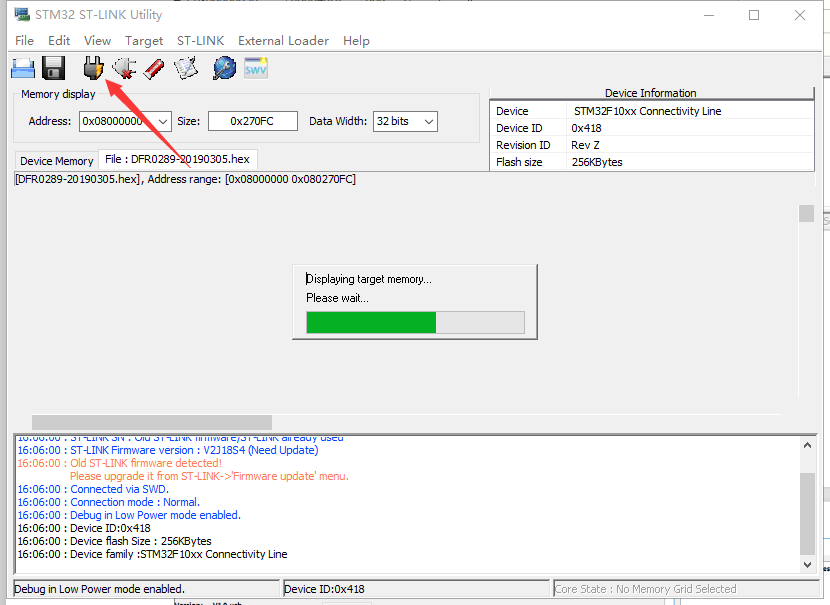 STM32 ST-LINK Utility
File Edit View Target ST-LINK External Loader Help
SWV
Memory display
Address: 0x08000000 Size: 0x270FC Data Width: 32 bits
Device Information
Device STM32F10xx Connectivity Line
Device ID 0x418
Revision ID Rev Z
Flash size 256KBytes
Device Memory File : DFR0289-20190305.hex
[DFR0289-20190305.hex], Address range: [0x08000000 0x080270FC]
Displaying target memory...
Please wait...
16:06:00 : ST-LINK SN : Old ST-LINK firmware/ST-LINK already used
16:06:00 : ST-LINK Firmware version : V2J18S4 (Need Update)
16:06:00 : Old ST-LINK firmware detected!
Please upgrade it from ST-LINK->'Firmware update' menu.
16:06:00 : Connected via SWD.
16:06:00 : Connection mode : Normal.
16:06:00 : Debug in Low Power mode enabled.
16:06:00 : Device ID:0x418
16:06:00 : Device flash Size : 256KBytes
16:06:00 : Device family :STM32F10xx Connectivity Line
Debug in Low Power mode enabled. Device ID:0x418 Core State : No Memory Grid Selected